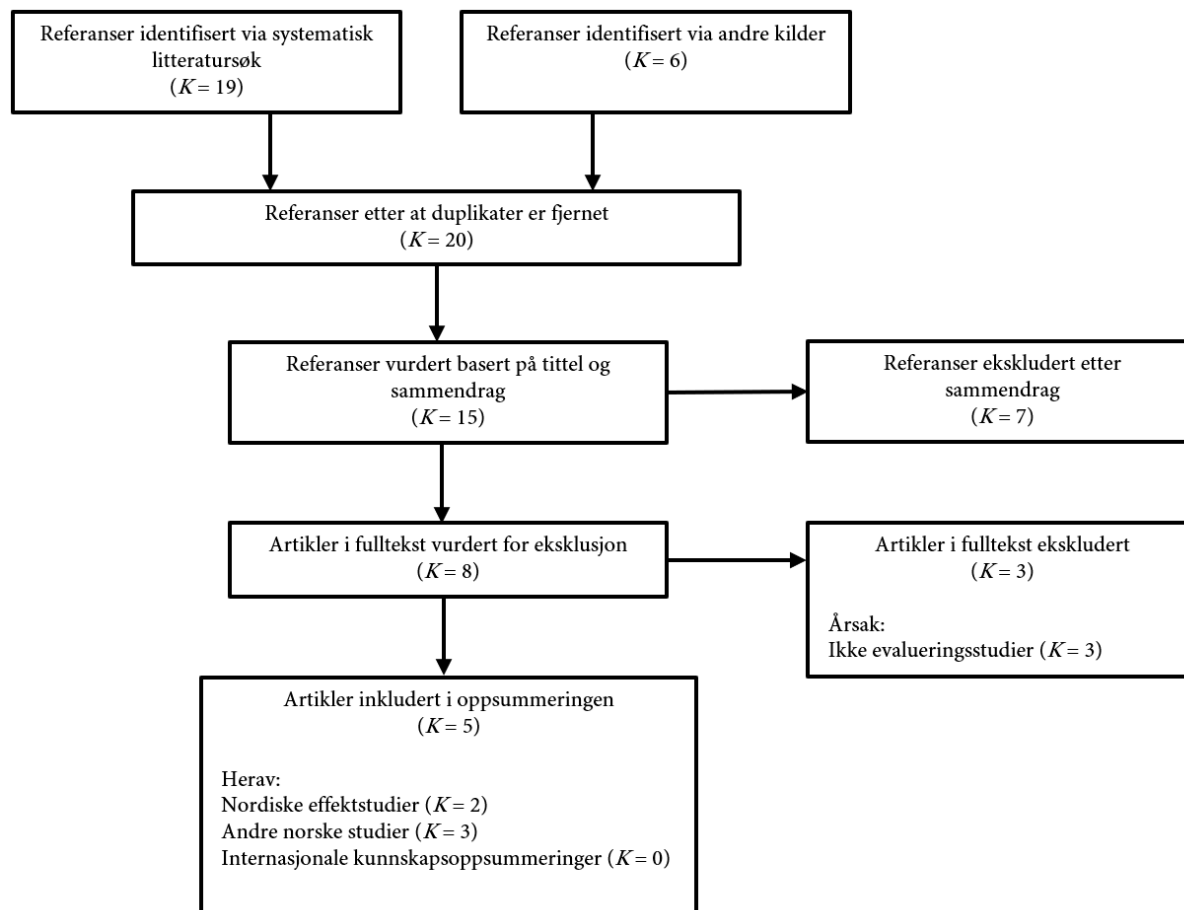 Referanser identifisert via systematisk
litteratursøk
(K = 19)
Referanser identifisert via andre kilder
(K = 6)
Referanser etter at duplikater er fjernet
(K = 20)
Referanser vurdert basert på tittel og
sammendrag
(K = 15)
Referanser ekskludert etter
sammendrag
(K = 7)
Artikler i fulltekst vurdert for eksklusjon
(K = 8)
Artikler i fulltekst ekskludert
(K = 3)
Årsak:
Ikke evalueringsstudier (K = 3)
Artikler inkludert i oppsummeringen
(K = 5)
Herav:
Nordiske effektstudier (K = 2)
Andre norske studier (K = 3)
Internasjonale kunnskapsoppsummeringer (K = 0)